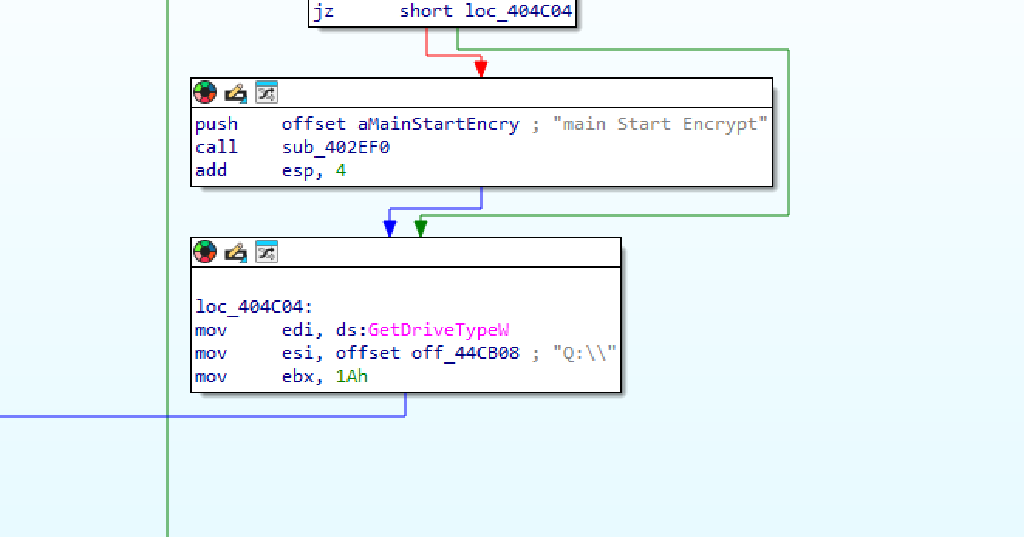 jz short loc_404C04
push offset aMainStartEncry ; "main Start Encrypt"
call sub_402EF0
add esp, 4
loc_404C04:
mov edi, ds:GetDriveTypeW
mov esi, offset off_44CB08 ; "Q:\\"
mov ebx, 1Ah